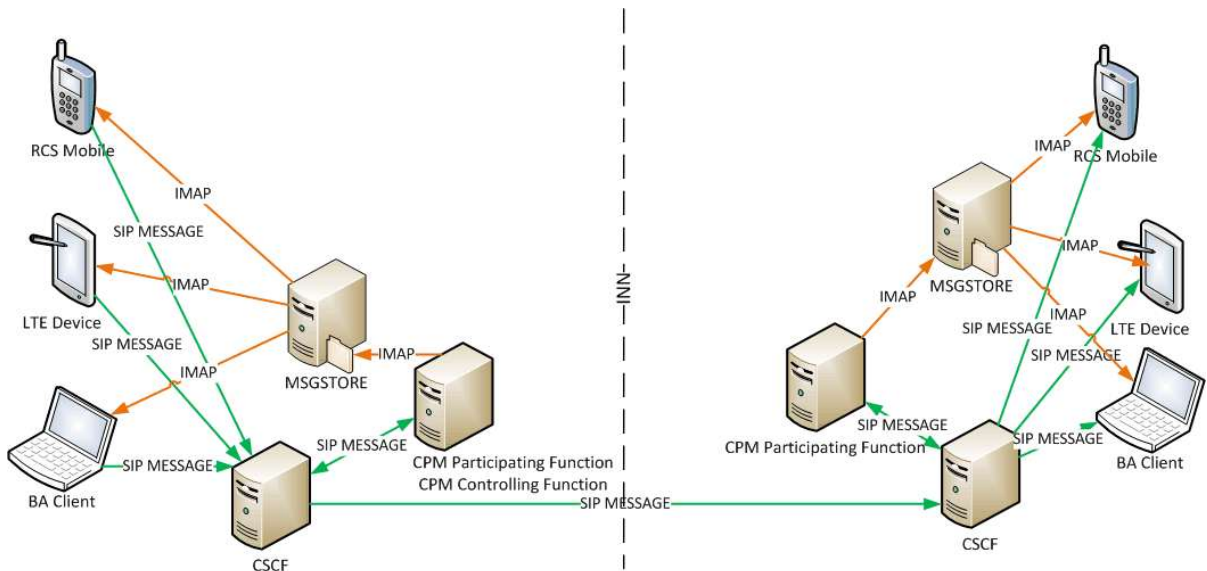 RCS Mobile
IMAP
SIP MESSAGE
IMAP
LTE Device
SIP MESSAGE
IMAP
MSGSTORE
IMAP
BA Client
SIP MESSAGE
SIP MESSAGE
CPM Participating Function
CPM Controlling Function
CSCF
SIP MESSAGE
NNI
IMAP
RCS Mobile
IMAP
MSGSTORE
IMAP
IMAP
LTE Device
SIP MESSAGE
SIP MESSAGE
SIP MESSAGE
CPM Participating Function
SIP MESSAGE
BA Client
CSCF